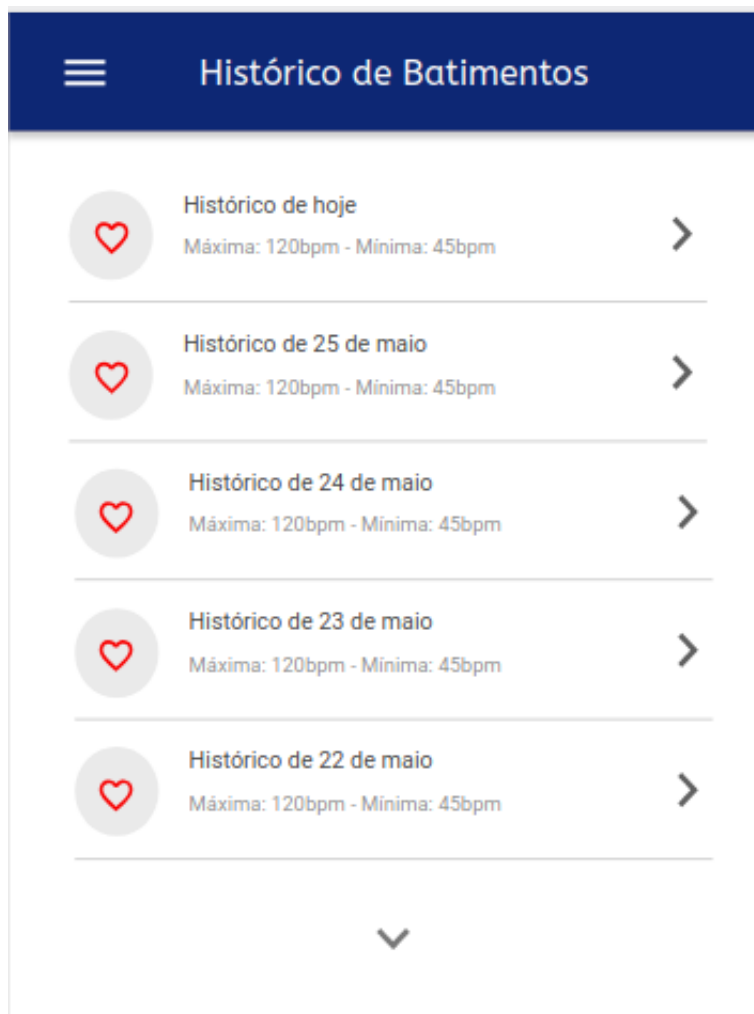 Histórico de Batimentos
Histórico de hoje
Máxima: 120bpm - Mínima: 45bpm
Histórico de 25 de maio
Máxima: 120bpm - Mínima: 45bpm
Histórico de 24 de maio
Máxima: 120bpm - Mínima: 45bpm
Histórico de 23 de maio
Máxima: 120bpm - Mínima: 45bpm
Histórico de 22 de maio
Máxima: 120bpm - Mínima: 45bpm